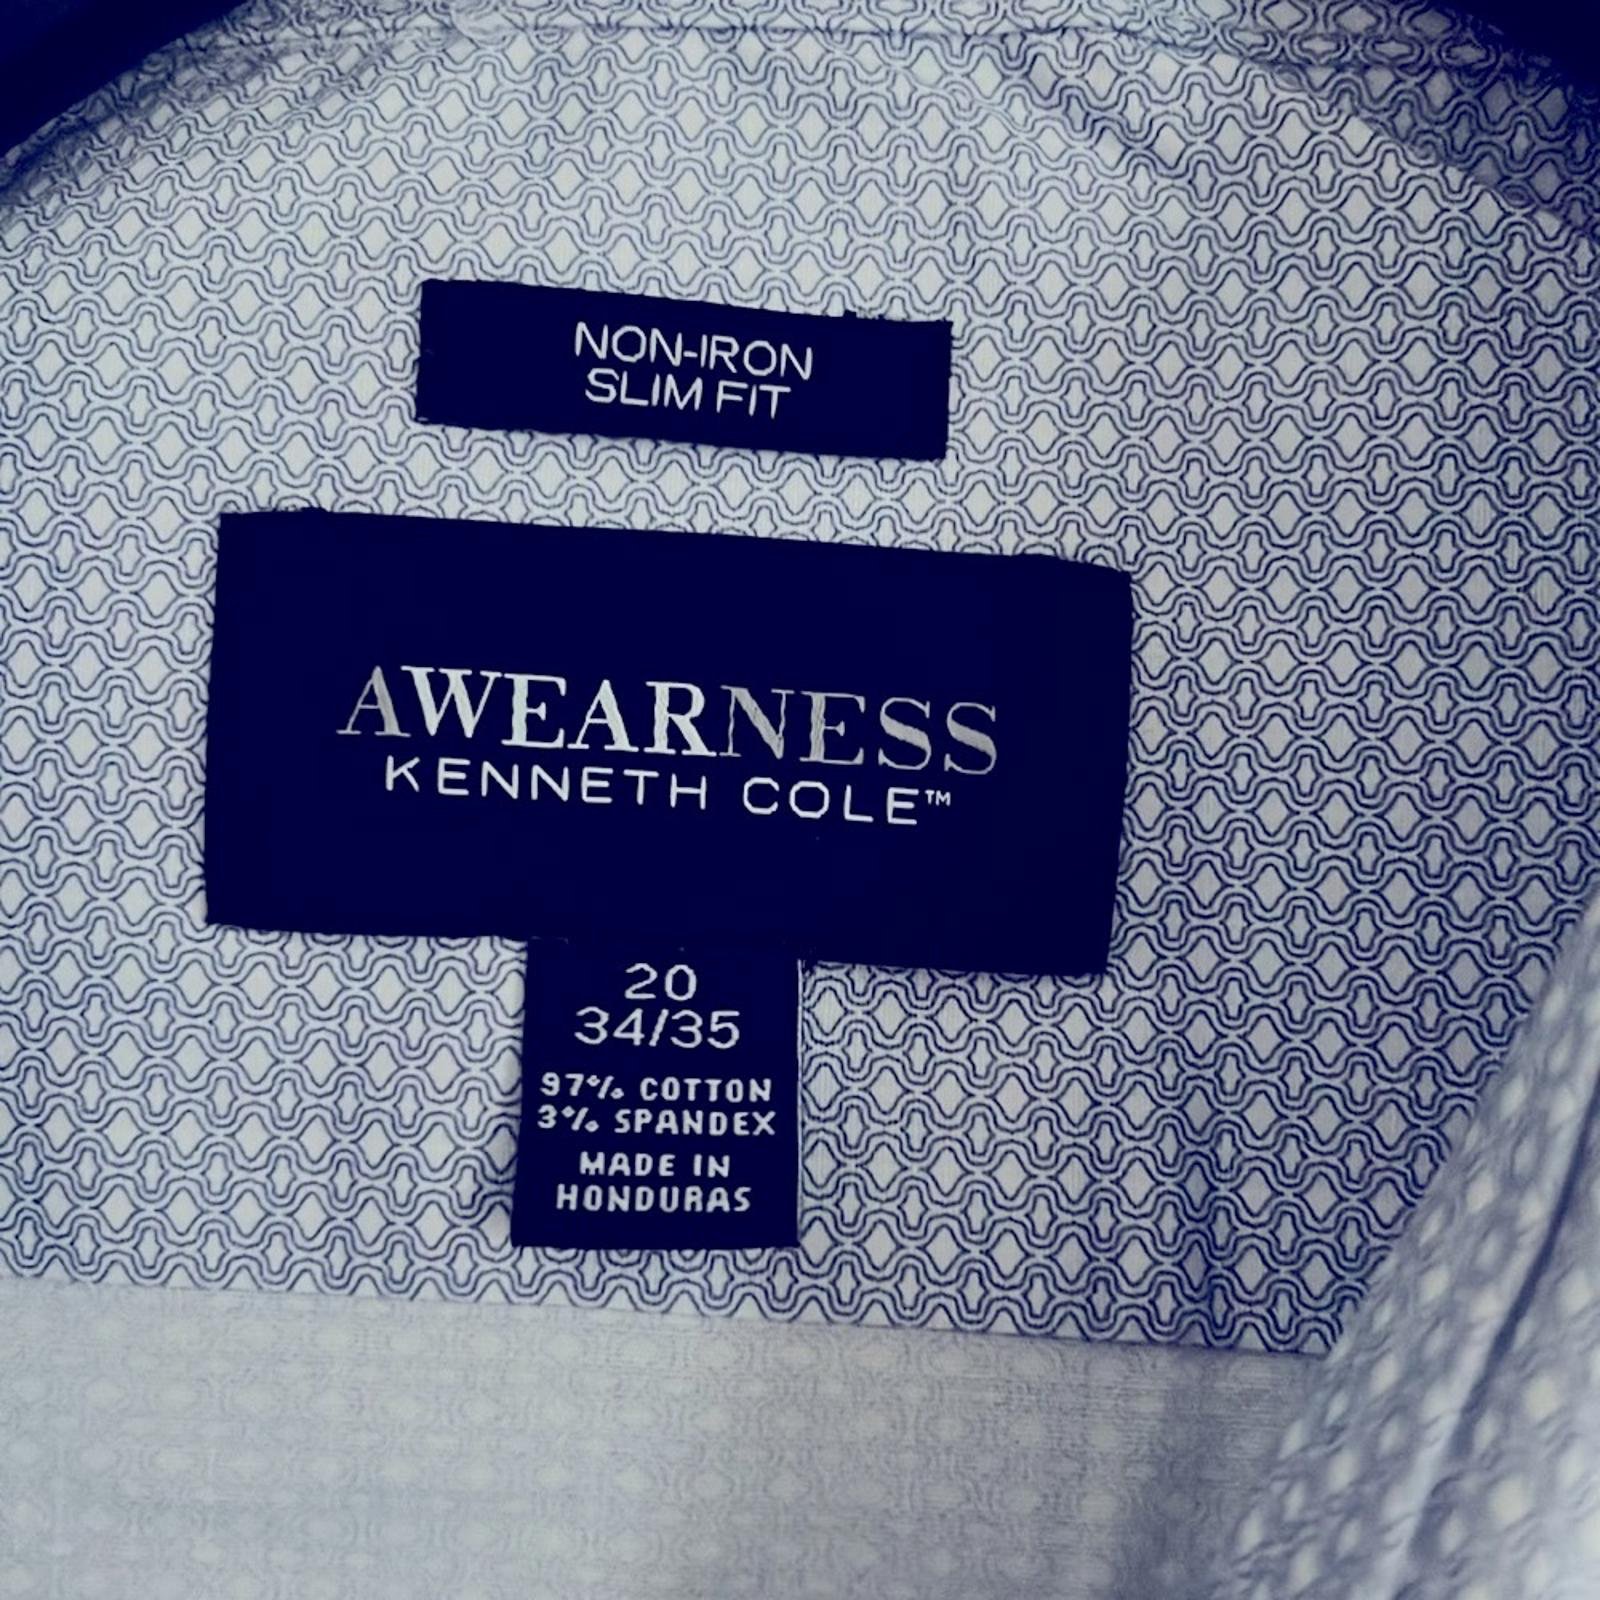 NON-IRON
SLIM FIT
AWEARNESS
KENNETH COLE™
20
34/35
97% COTTON
3% SPANDEX
MADE IN
HONDURAS